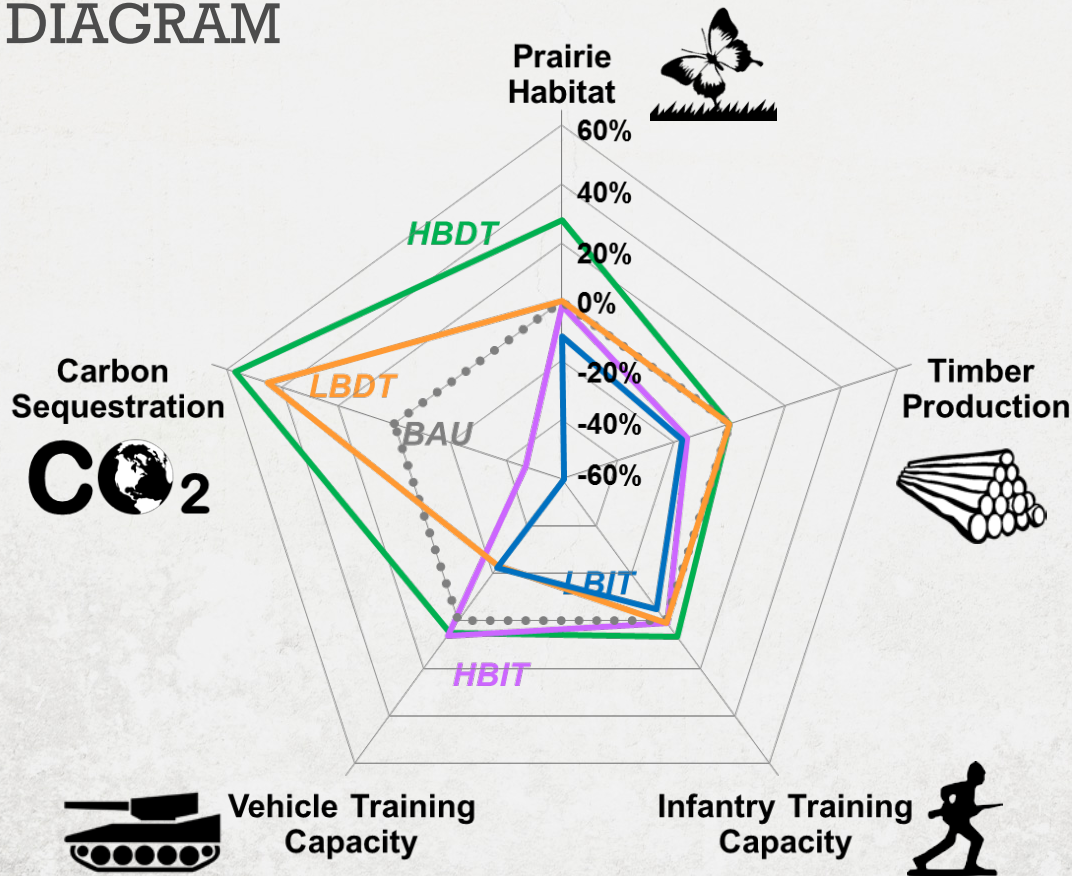 DIAGRAM
Prairie
Habitat
60%
40%
HBDT
20%
0%
Carbon
Sequestration
LBDT
-20%
Timber
Production
BAU
-40%
-60%
CO2
LBIT
HBIT
Vehicle Training
Capacity
Infantry Training
Capacity